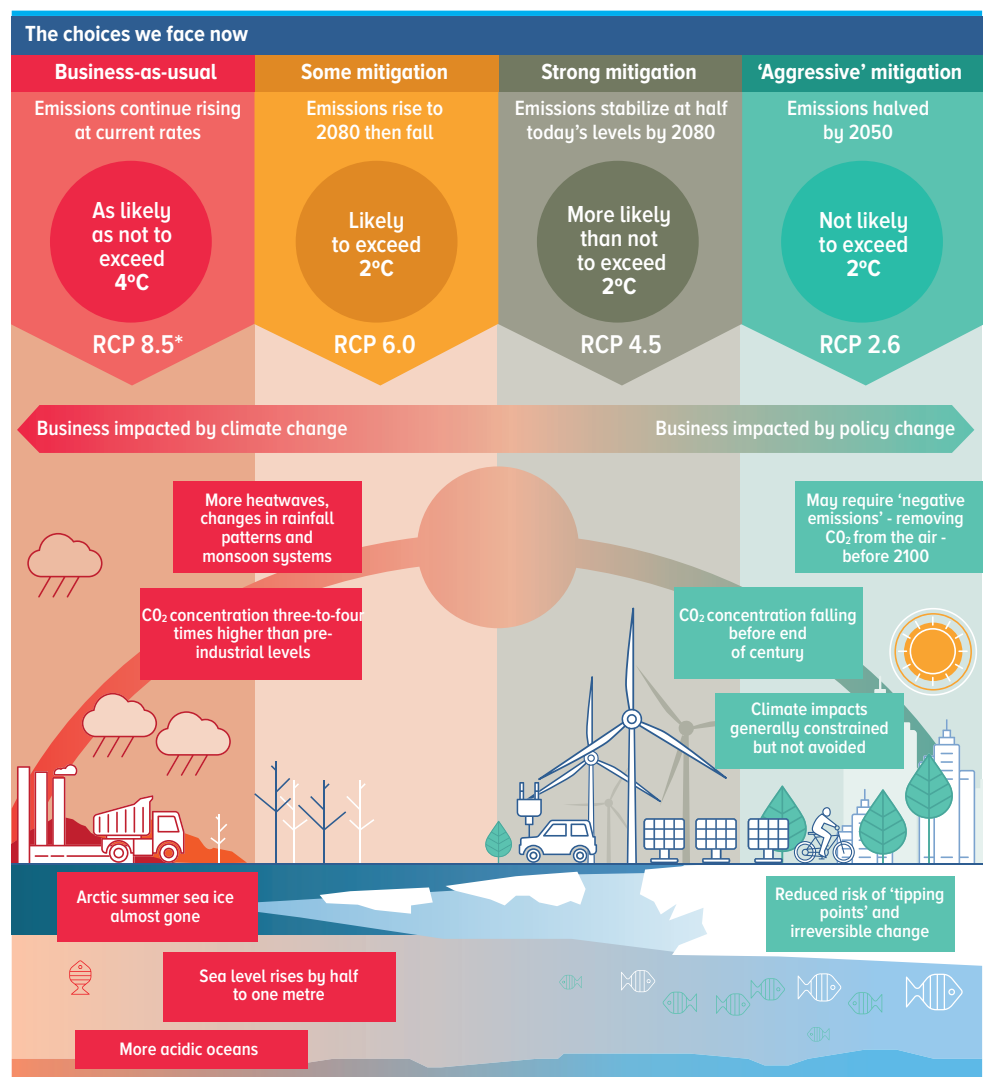 The choices we face now
Business-as-usual
Emissions continue rising
at current rates
As likely
as not to
exceed
4ºC
RCP 8.5*
Some mitigation
Emissions rise to
2080 then fall
Likely
to exceed
2ºC
RCP 6.0
Strong mitigation
Emissions stabilize at half
today’s levels by 2080
More likely
than not
to exceed
2ºC
RCP 4.5
‘Aggressive’ mitigation
Emissions halved
by 2050
Not likely
to exceed
2ºC
RCP 2.6
Business impacted by climate change
Business impacted by policy change
More heatwaves,
changes in rainfall
patterns and
monsoon systems
CO₂ concentration three-to-four
times higher than pre-
industrial levels
May require ‘negative
emissions’ - removing
CO₂ from the air -
before 2100
CO₂ concentration falling
before end
of century
Climate impacts
generally constrained
but not avoided
Arctic summer sea ice
almost gone
Reduced risk of ‘tipping
points’ and
irreversible change
Sea level rises by half
to one metre
More acidic oceans